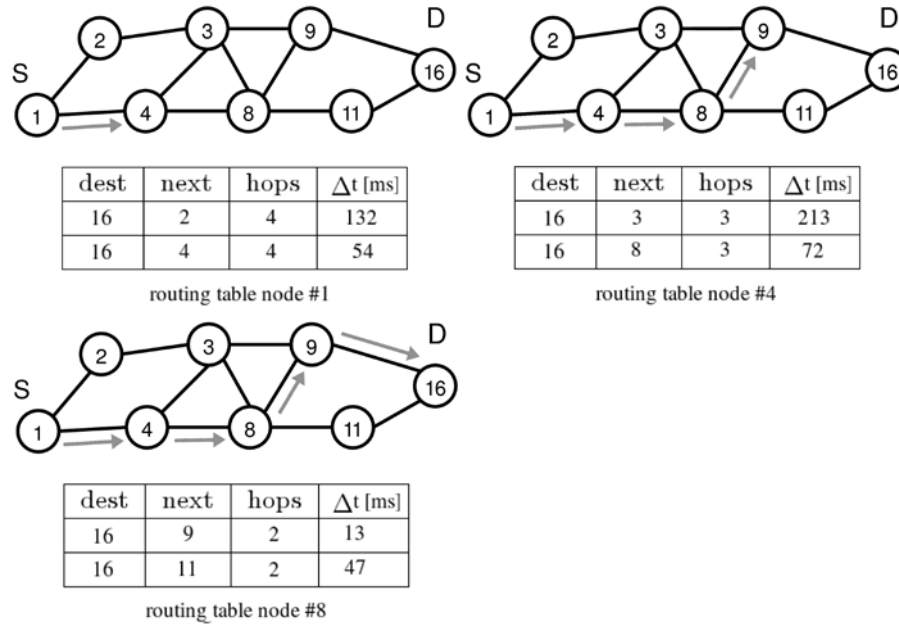 D D
2 3 9 2 3 9
S 16 S 16
1 4 8 11 1 4 8 11
dest next hops Δt [ms]
16 2 4 132
16 4 4 54
routing table node #1
dest next hops Δt [ms]
16 3 3 213
16 8 3 72
routing table node #4
D
2 3 9
S 16
1 4 8 11
dest next hops Δt [ms]
16 9 2 13
16 11 2 47
routing table node #8